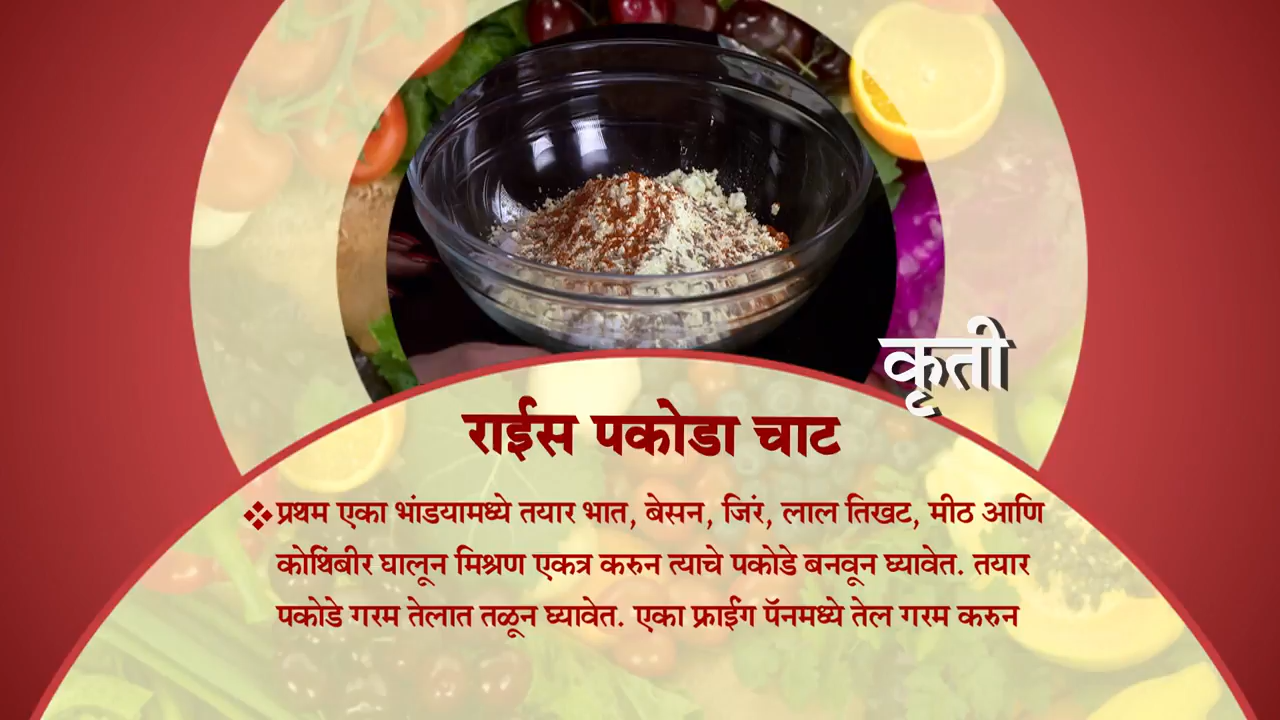 कृती
राईस पकोडा चाट
❖प्रथम एका भांडयामध्ये तयार भात, बेसन, जिरं, लाल तिखट, मीठ आणि
कोथिंबीर घालून मिश्रण एकत्र करुन त्याचे पकोडे बनवून घ्यावेत. तयार
पकोडे गरम तेलात तळून घ्यावेत. एका फ्राईंग पॅनमध्ये तेल गरम करुन